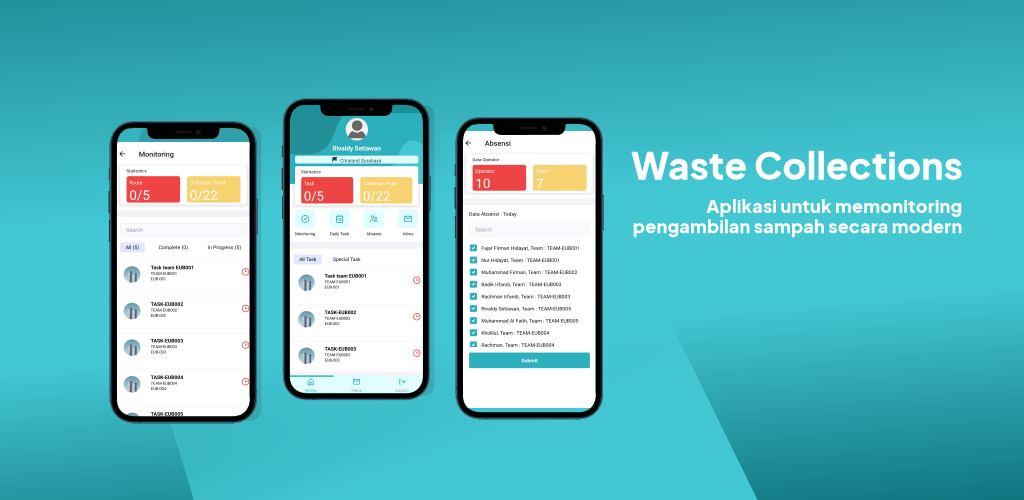 Monitoring
Statistics
Route
0/5
Collection Point
0/22
Search
All (5)
Complete (0)
In Progress (5)
Task team EUB001
TEAM-EUB001
EUB-001
TASK-EUB002
TEAM-EUB002
EUB-002
TASK-EUB003
TEAM-EUB003
EUB-003
TASK-EUB004
TEAM-EUB004
EUB-004
TASK-EUB005
Rivaldy Setiawan
Citraland Surabaya
Statistics
Task
0/5
Collection Point
0/22
Monitoring
Daily Task
Absensi
Inbox
All Task
Special Task
Task team EUB001
TEAM-EUB001
EUB-001
TASK-EUB002
TEAM-EUB002
EUB-002
TASK-EUB003
TEAM-EUB003
EUB-003
Home
Inbox
Logout
Absensi
Data Operator
Operator
10
Team
7
Data Absensi : Today
Search
Fajar Firman Hidayat, Team : TEAM-EUB001
Nur Hidayat, Team : TEAM-EUB001
Muhammad Firman, Team : TEAM-EUB002
Badik Irfandi, Team : TEAM-EUB003
Rachman Irfandi, Team : TEAM-EUB003
Rivaldy Setiawan, Team : TEAM-EUB005
Muhammad Al Fatih, Team : TEAM-EUB005
Kholilul, Team : TEAM-EUB004
Rachman, Team : TEAM-EUB004
Submit
Waste Collections
Aplikasi untuk memonitoring
pengambilan sampah secara modern